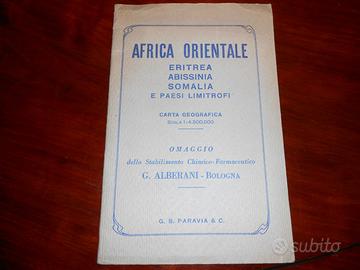 AFRICA ORIENTALE
ERITREA
ABISSINIA
SOMALIA
E PAESI LIMITROFI
CARTA GEOGRAFICA
SCALA 1:4.500.000
OMAGGIO
dello Stabilimento Chimico-Farmaceutico
G. ALBERANI - BOLOGNA
G. B. PARAVIA & C.
subito